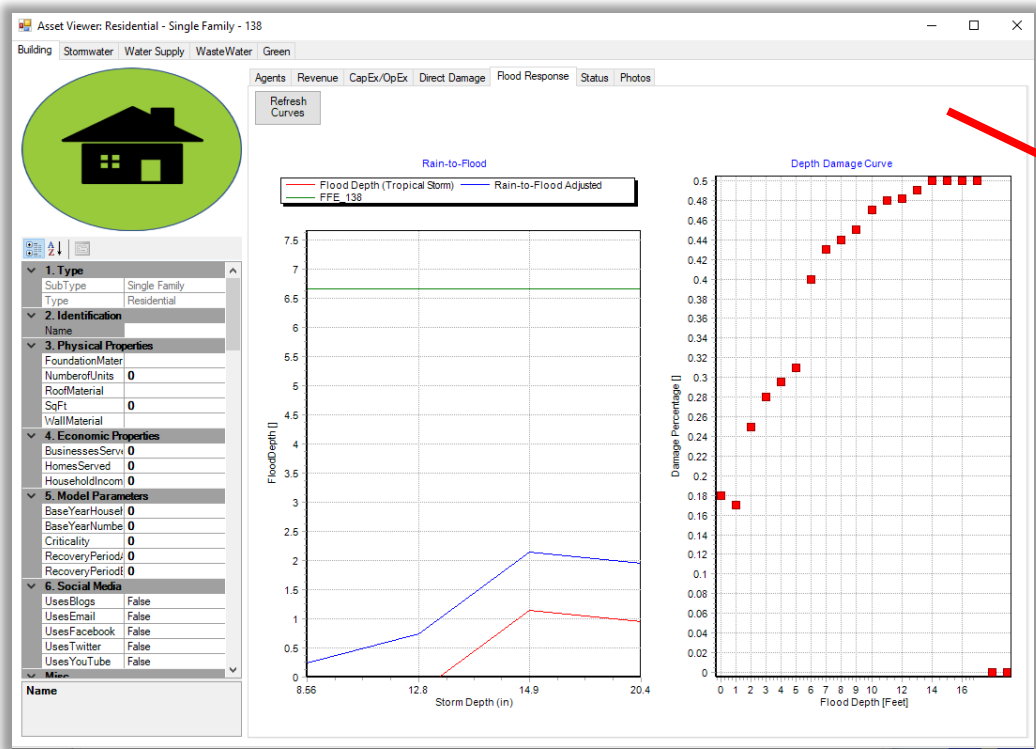 Asset Viewer: Residential - Single Family - 138
Building Stormwater Water Supply WasteWater Green
Agents Revenue CapEx/OpEx Direct Damage Flood Response Status Photos
Refresh
Curves
1. Type
SubType Single Family
Type Residential
2. Identification
Name
3. Physical Properties
FoundationMater
NumberofUnits 0
RoofMaterial
SqFt 0
WallMaterial
4. Economic Properties
BusinessesServ 0
HomesServed 0
HouseholdIncom 0
5. Model Parameters
BaseYearHouseh 0
BaseYearNumbe 0
Criticality 0
RecoveryPeriodA 0
RecoveryPeriodE 0
6. Social Media
UsesBlogs False
UsesEmail False
UsesFacebook False
UsesTwitter False
UsesYouTube False
Misc
Name
Rain-to-Flood
Flood Depth (Tropical Storm) Rain-to-Flood Adjusted
FFE_138
FloodDepth []
7.5
7
6.5
6
5.5
5
4.5
4
3.5
3
2.5
2
1.5
1
0.5
0
8.56 12.8 14.9 20.4
Storm Depth (in)
Depth Damage Curve
Damage Percentage []
0.5
0.48
0.46
0.44
0.42
0.4
0.38
0.36
0.34
0.32
0.3
0.28
0.26
0.24
0.22
0.2
0.18
0.16
0.14
0.12
0.1
0.08
0.06
0.04
0.02
0
0 1 2 3 4 5 6 7 8 9 10 12 14 16
Flood Depth [Feet]